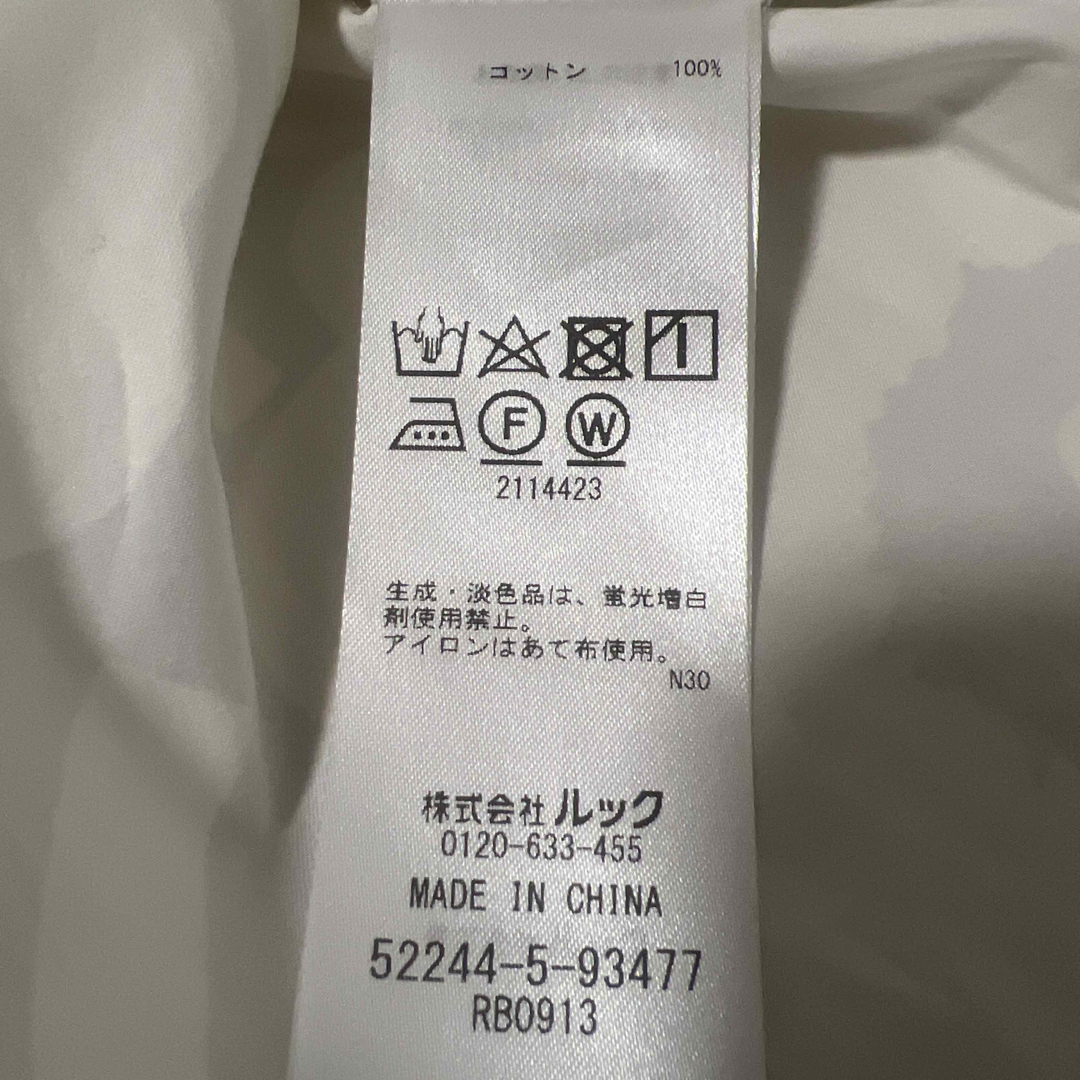 コットン 100%
F W
2114423
生成・淡色品は、蛍光増白
剤使用禁止。
アイロンはあて布使用。
N30
株式会社ルック
0120-633-455
MADE IN CHINA
52244-5-93477
RB0913